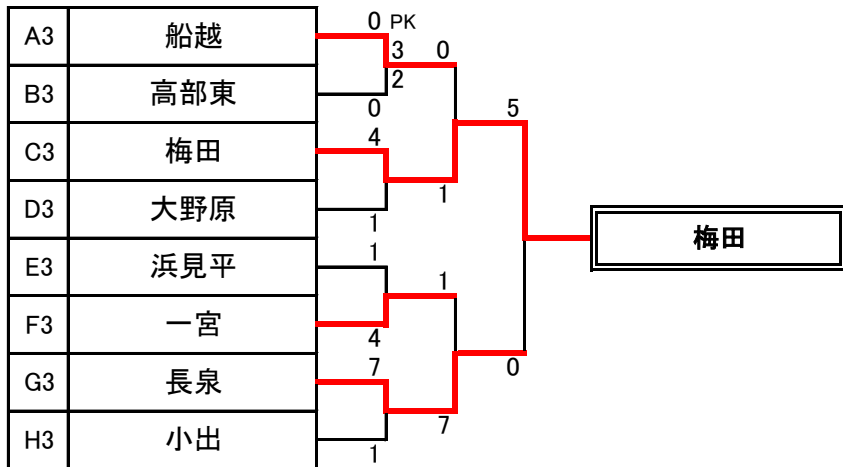 A3 船越 0 PK
3 0
B3 高部東 2
0 5
C3 梅田 4
D3 大野原 1
1
梅田
E3 浜見平 1
1
F3 一宮 4
0
G3 長泉 7
7
H3 小出 1